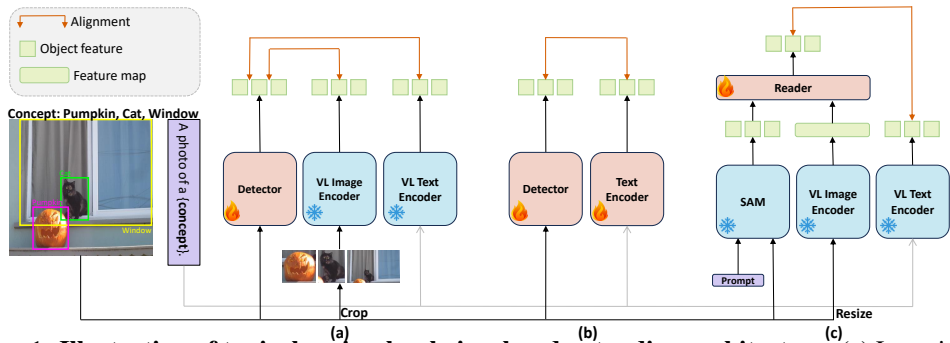 Alignment
Object feature
Feature map
Concept: Pumpkin, Cat, Window
A photo of a {concept}.
Window
Detector
VL Image
Encoder
VL Text
Encoder
Crop
(a)
Detector
Text
Encoder
(b)
Reader
SAM
VL Image
Encoder
VL Text
Encoder
Prompt
Resize
(c)